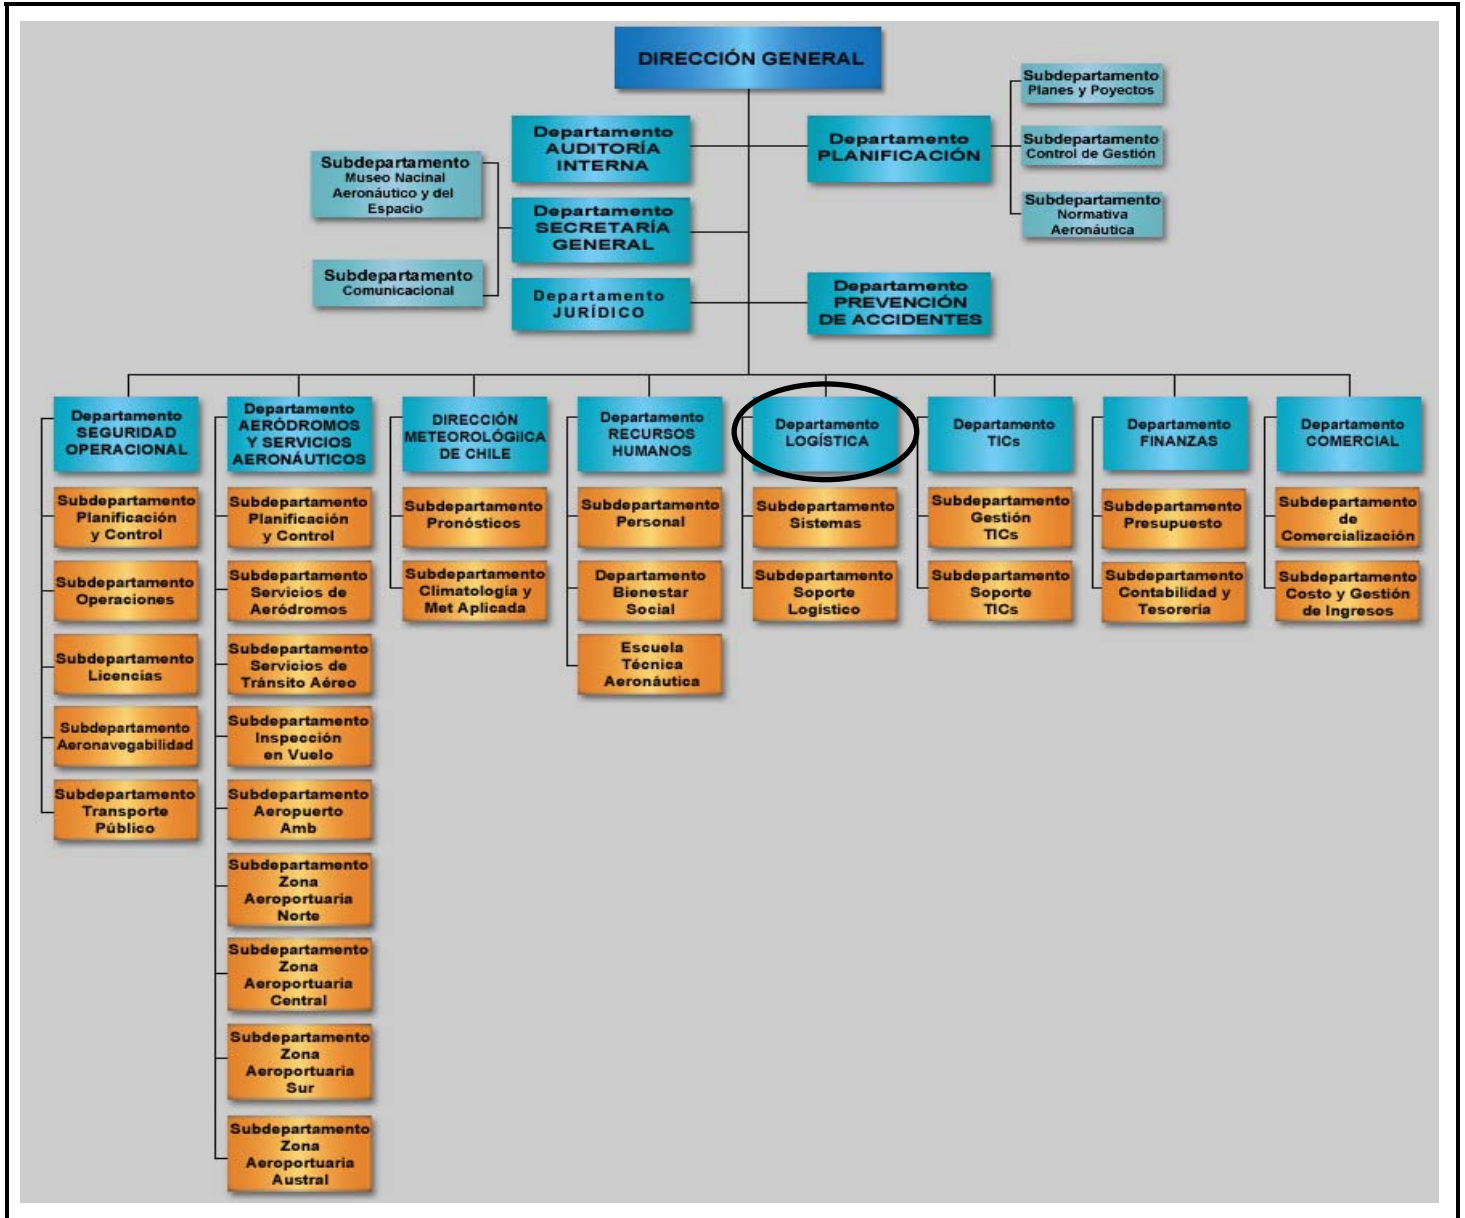 DIRECCIÓN GENERAL
Departamento
AUDITORÍA
INTERNA
Departamento
PLANIFICACIÓN
Subdepartamento
Planes y Poyectos
Subdepartamento
Control de Gestión
Subdepartamento
Normativa
Aeronáutica
Subdepartamento
Museo Nacinal
Aeronáutico y del
Espacio
Departamento
SECRETARÍA
GENERAL
Subdepartamento
Comunicacional
Departamento
JURÍDICO
Departamento
PREVENCIÓN
DE ACCIDENTES
Departamento
SEGURIDAD
OPERACIONAL
Subdepartamento
Planificación
y Control
Subdepartamento
Operaciones
Subdepartamento
Licencias
Subdepartamento
Aeronavegabilidad
Subdepartamento
Transporte
Público
Departamento
AERÓDROMOS
Y SERVICIOS
AERONÁUTICOS
Subdepartamento
Planificación
y Control
Subdepartamento
Servicios de
Aeródromos
Subdepartamento
Servicios de
Tránsito Aéreo
Subdepartamento
Inspección
en Vuelo
Subdepartamento
Aeropuerto
Amb
Subdepartamento
Zona
Aeroportuaria
Norte
Subdepartamento
Zona
Aeroportuaria
Central
Subdepartamento
Zona
Aeroportuaria
Sur
Subdepartamento
Zona
Aeroportuaria
Austral
DIRECCIÓN
METEOROLÓGiICA
DE CHILE
Subdepartamento
Pronósticos
Subdepartamento
Climatología y
Met Aplicada
Departamento
RECURSOS
HUMANOS
Subdepartamento
Personal
Departamento
Bienestar
Social
Escuela
Técnica
Aeronáutica
Departamento
LOGÍSTICA
Subdepartamento
Sistemas
Subdepartamento
Soporte
Logístico
Departamento
TICs
Subdepartamento
Gestión
TICs
Subdepartamento
Soporte
TICs
Departamento
FINANZAS
Subdepartamento
Presupuesto
Subdepartamento
Contabilidad y
Tesorería
Departamento
COMERCIAL
Subdepartamento
de
Comercialización
Subdepartamento
Costo y Gestión
de Ingresos